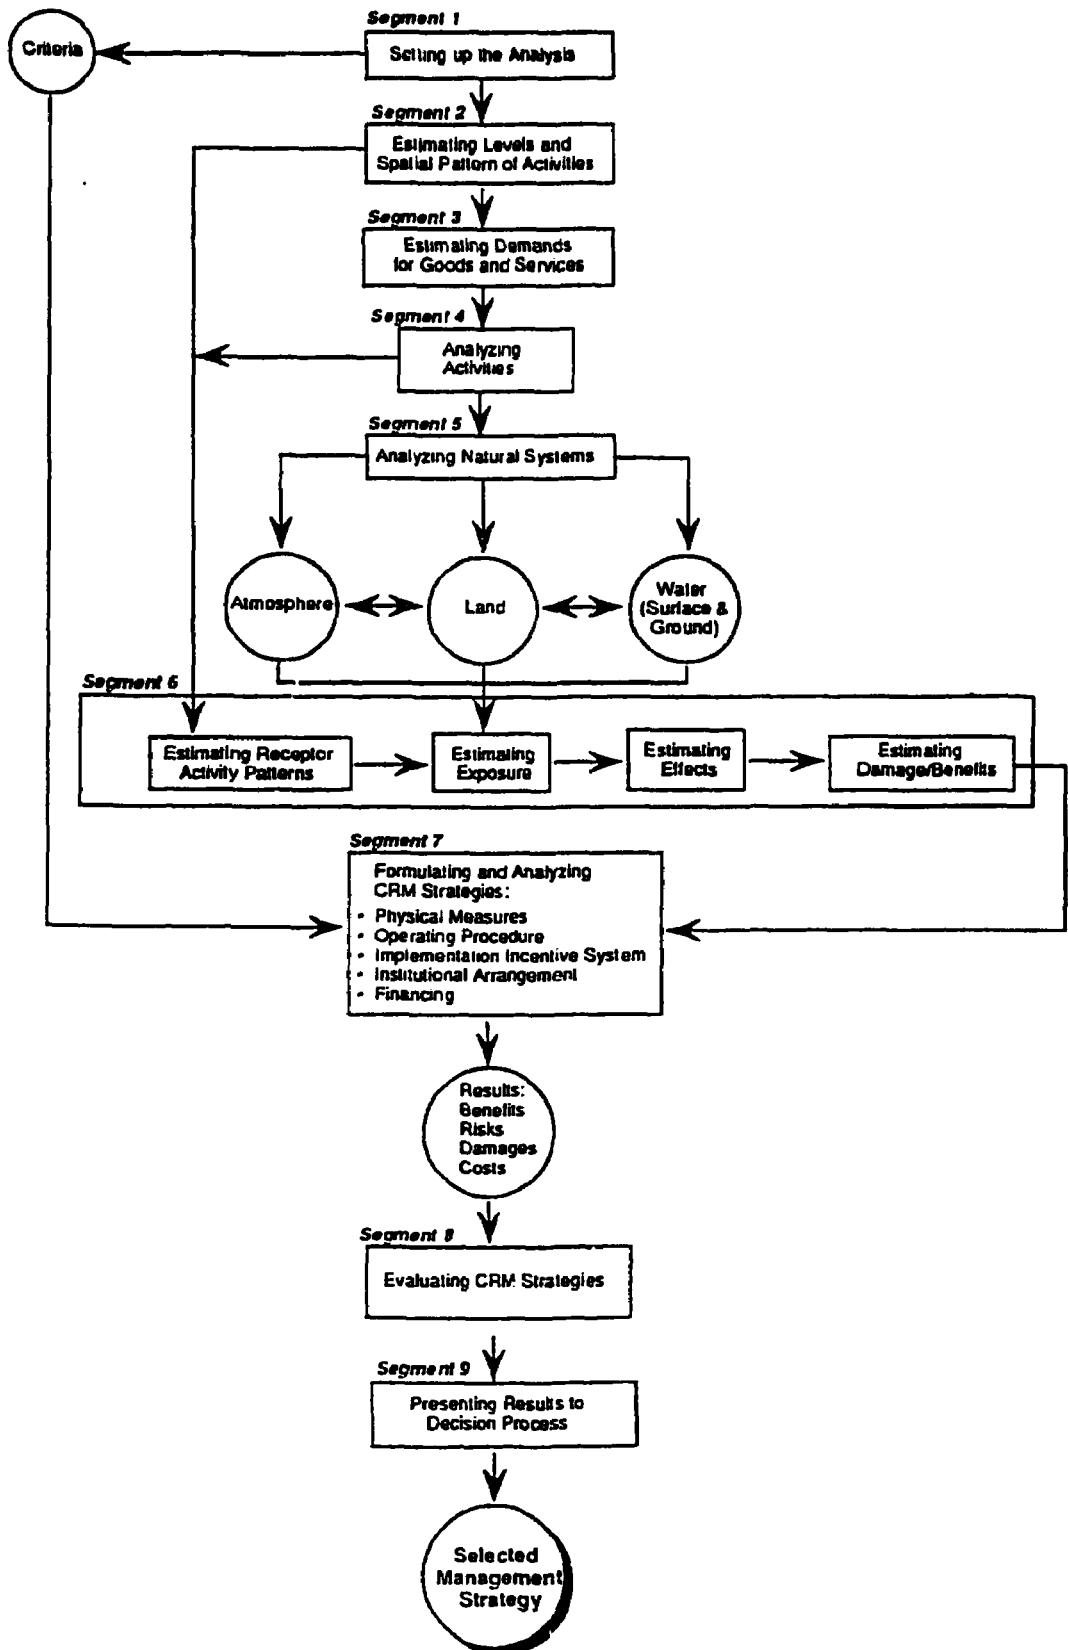 Segment 1
Criteria
Setting up the Analysis
Segment 2
Estimating Levels and
Spatial Pattern of Activities
Segment 3
Estimating Demands
for Goods and Services
Segment 4
Analyzing
Activities
Segment 5
Analyzing Natural Systems
Atmosphere
Land
Water
(Surface &
Ground)
Segment 6
Estimating Receptor
Activity Patterns
Estimating
Exposure
Estimating
Effects
Estimating
Damage/Benefits
Segment 7
Formulating and Analyzing
CRM Strategies:
• Physical Measures
• Operating Procedure
• Implementation Incentive System
• Institutional Arrangement
• Financing
Results:
Benefits
Risks
Damages
Costs
Segment 8
Evaluating CRM Strategies
Segment 9
Presenting Results to
Decision Process
Selected
Management
Strategy